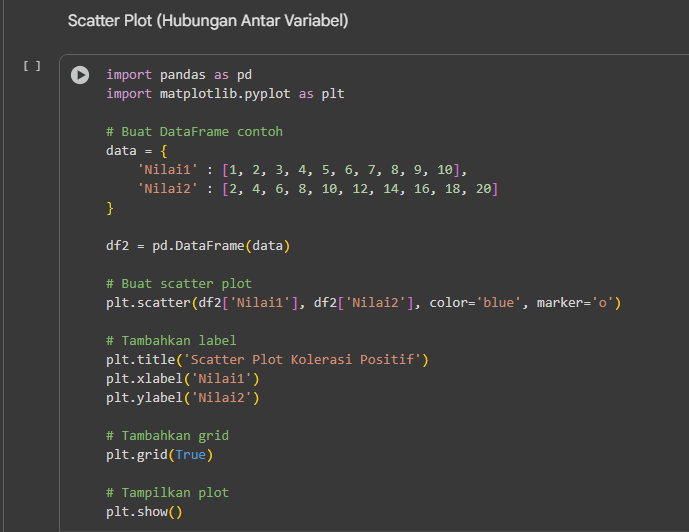 Scatter Plot (Hubungan Antar Variabel)
[ ]
import pandas as pd
import matplotlib.pyplot as plt
# Buat DataFrame contoh
data = {
    'Nilai1' : [1, 2, 3, 4, 5, 6, 7, 8, 9, 10],
    'Nilai2' : [2, 4, 6, 8, 10, 12, 14, 16, 18, 20]
}
df2 = pd.DataFrame(data)
# Buat scatter plot
plt.scatter(df2['Nilai1'], df2['Nilai2'], color='blue', marker='o')
# Tambahkan label
plt.title('Scatter Plot Kolerasi Positif')
plt.xlabel('Nilai1')
plt.ylabel('Nilai2')
# Tambahkan grid
plt.grid(True)
# Tampilkan plot
plt.show()